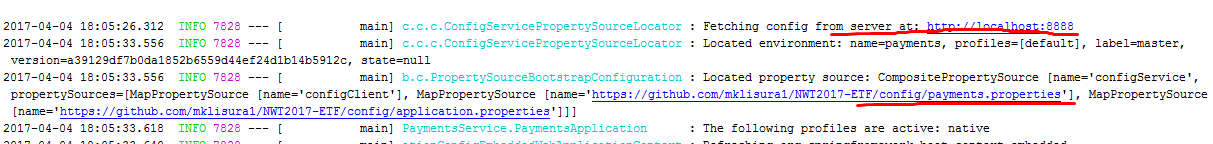 2017-04-04 18:05:26.312  INFO 7828 --- [           main] c.c.c.ConfigServicePropertySourceLocator : Fetching config from server at: http://localhost:8888
2017-04-04 18:05:33.556  INFO 7828 --- [           main] c.c.c.ConfigServicePropertySourceLocator : Located environment: name=payments, profiles=[default], label=master,
version=a39129df7b0da1852b6559d44ef24d1b14b5912c, state=null
2017-04-04 18:05:33.556  INFO 7828 --- [           main] b.c.PropertySourceBootstrapConfiguration : Located property source: CompositePropertySource [name='configService',
propertySources=[MapPropertySource [name='configClient'], MapPropertySource [name='https://github.com/mklisura1/NWT2017-ETF/config/payments.properties'], MapPropertySource
[name='https://github.com/mklisura1/NWT2017-ETF/config/application.properties']]]
2017-04-04 18:05:33.618  INFO 7828 --- [           main] PaymentsService.PaymentsApplication      : The following profiles are active: native